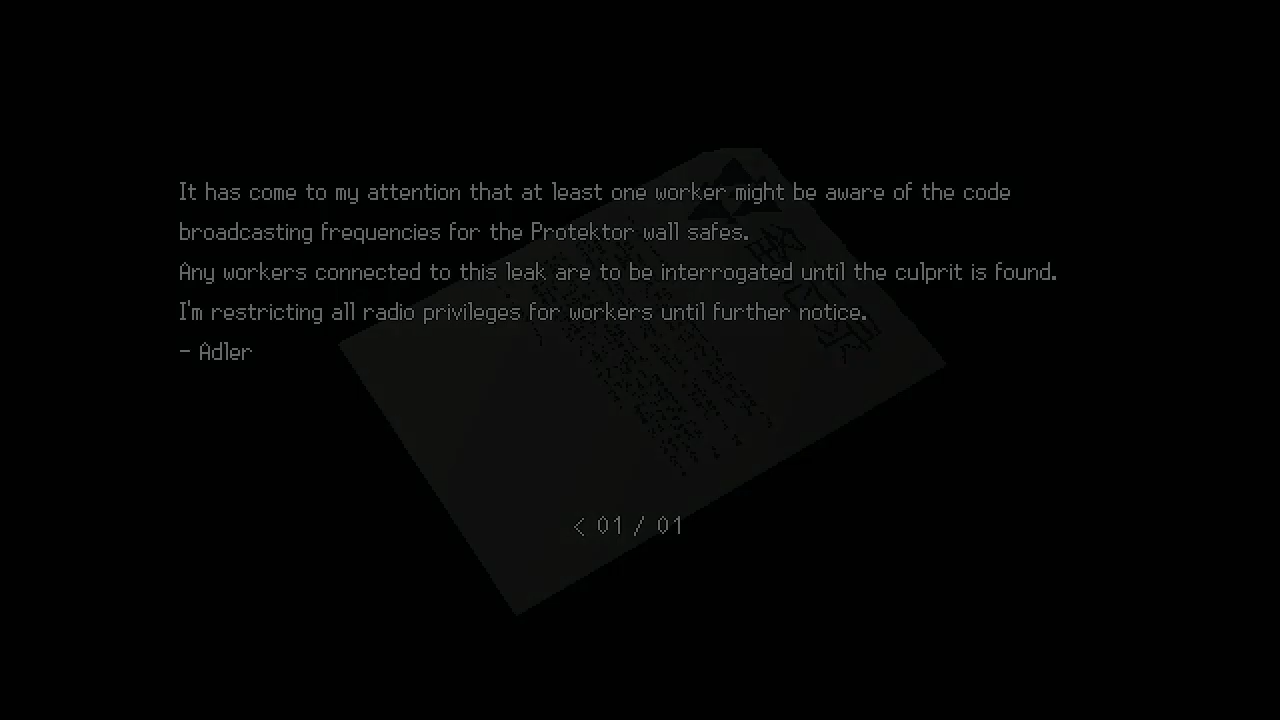 It has come to my attention that at least one worker might be aware of the code
broadcasting frequencies for the Protektor wall safes.
Any workers connected to this leak are to be interrogated until the culprit is found.
I'm restricting all radio privileges for workers until further notice.
- Adler
< 01 / 01